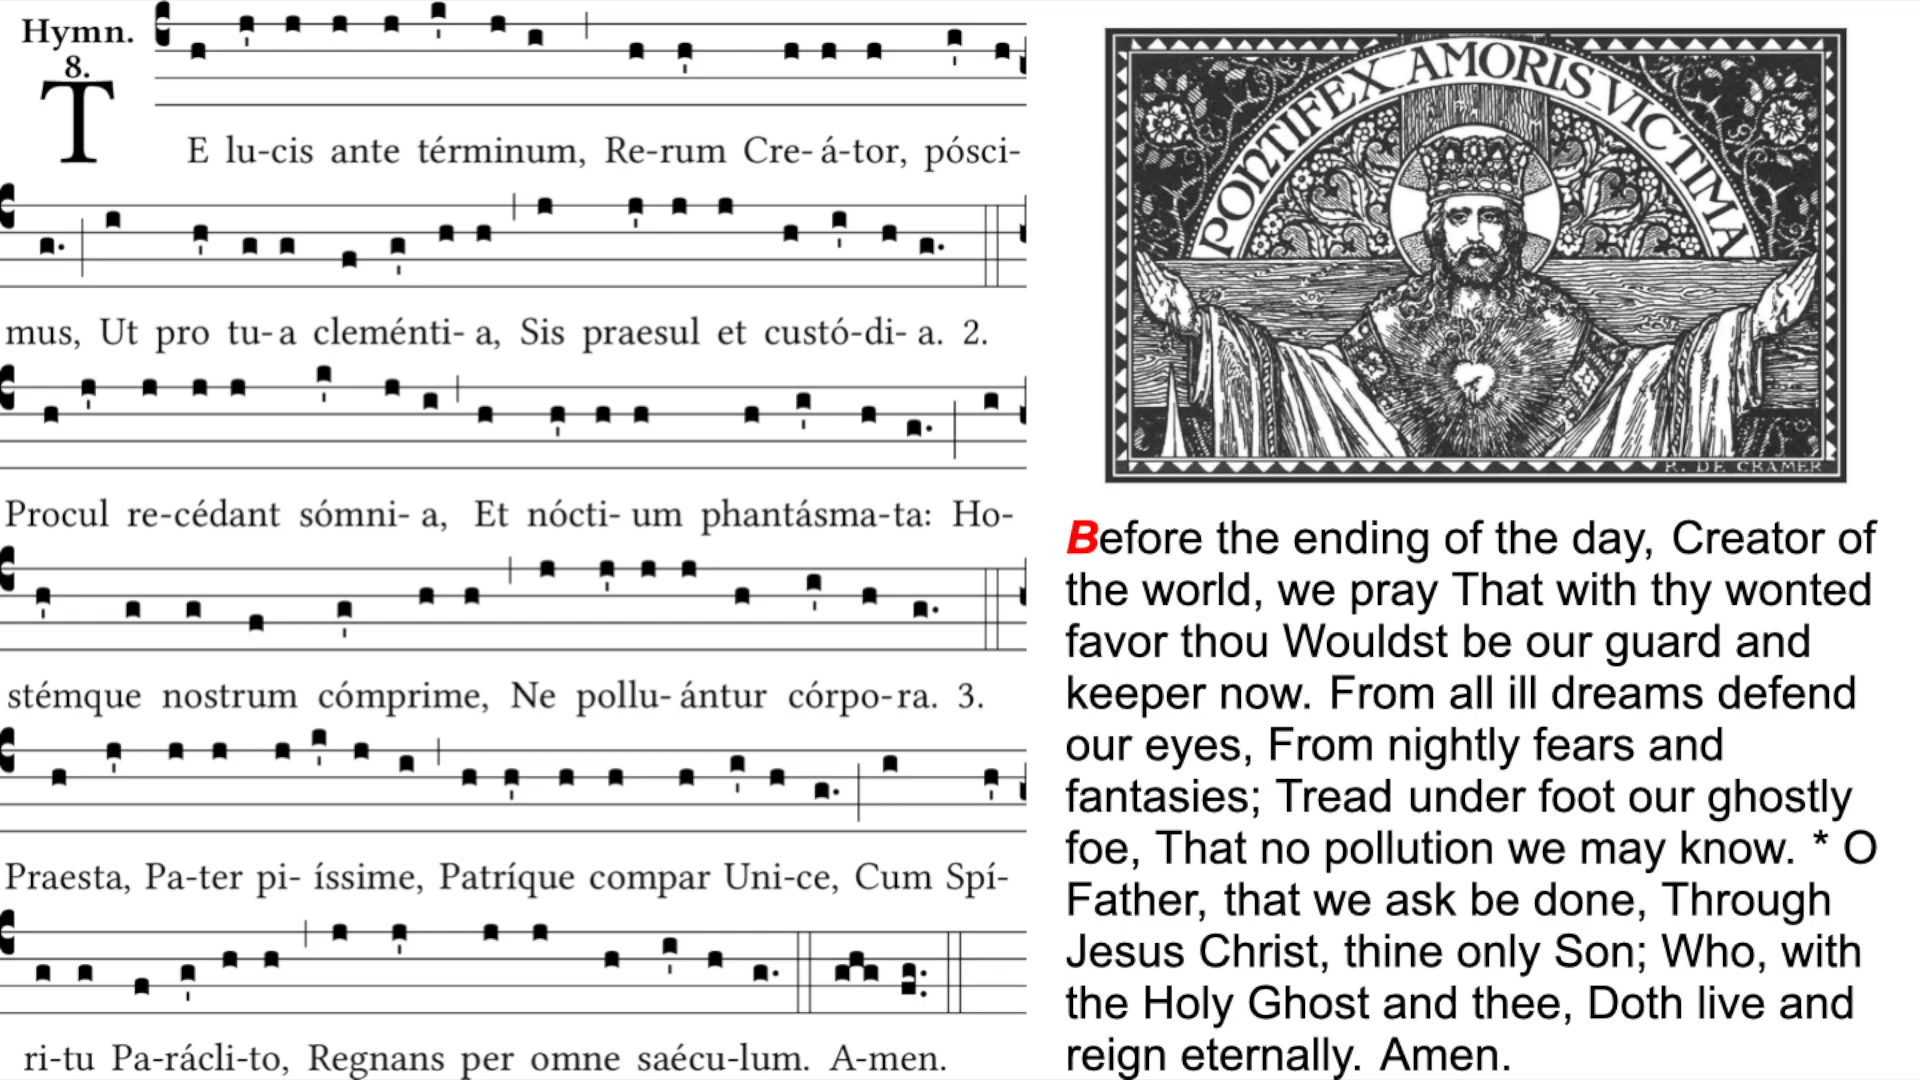 Hymn.
8.
TE lu-cis ante términum, Re-rum Cre-á-tor, pósci-
mus, Ut pro tu-a cleménti-a, Sis praesul et custó-di-a. 2.
Procul re-cédant sómni-a, Et nócti-um phantásma-ta: Ho-
stémque nostrum cómprime, Ne pollu-ántur córpo-ra. 3.
Praesta, Pa-ter pi-íssime, Patríque compar Uni-ce, Cum Spí-
ri-tu Pa-rácli-to, Regnans per omne saécu-lum. A-men.
PONTIFEX AMORIS VICTIMA
R. DE CRAMER
Before the ending of the day, Creator of
the world, we pray That with thy wonted
favor thou Wouldst be our guard and
keeper now. From all ill dreams defend
our eyes, From nightly fears and
fantasies; Tread under foot our ghostly
foe, That no pollution we may know. * O
Father, that we ask be done, Through
Jesus Christ, thine only Son; Who, with
the Holy Ghost and thee, Doth live and
reign eternally. Amen.